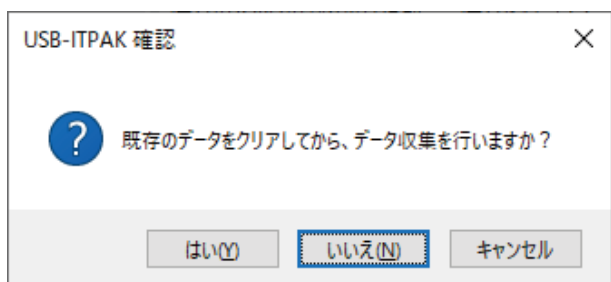 USB-ITPAK 確認
既存のデータをクリアしてから、データ収集を行いますか？
はい(Y)
いいえ(N)
キャンセル